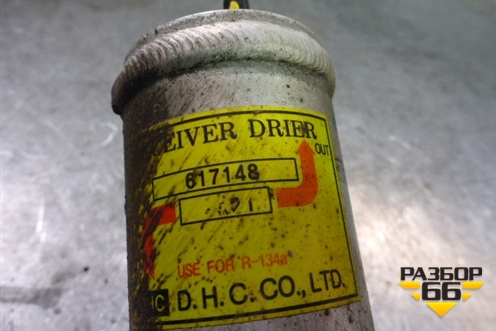 EIVER DRIER
OUT
617148
USE FOR R-134a
D.H.C. CO., LTD.
РАЗБОР
66